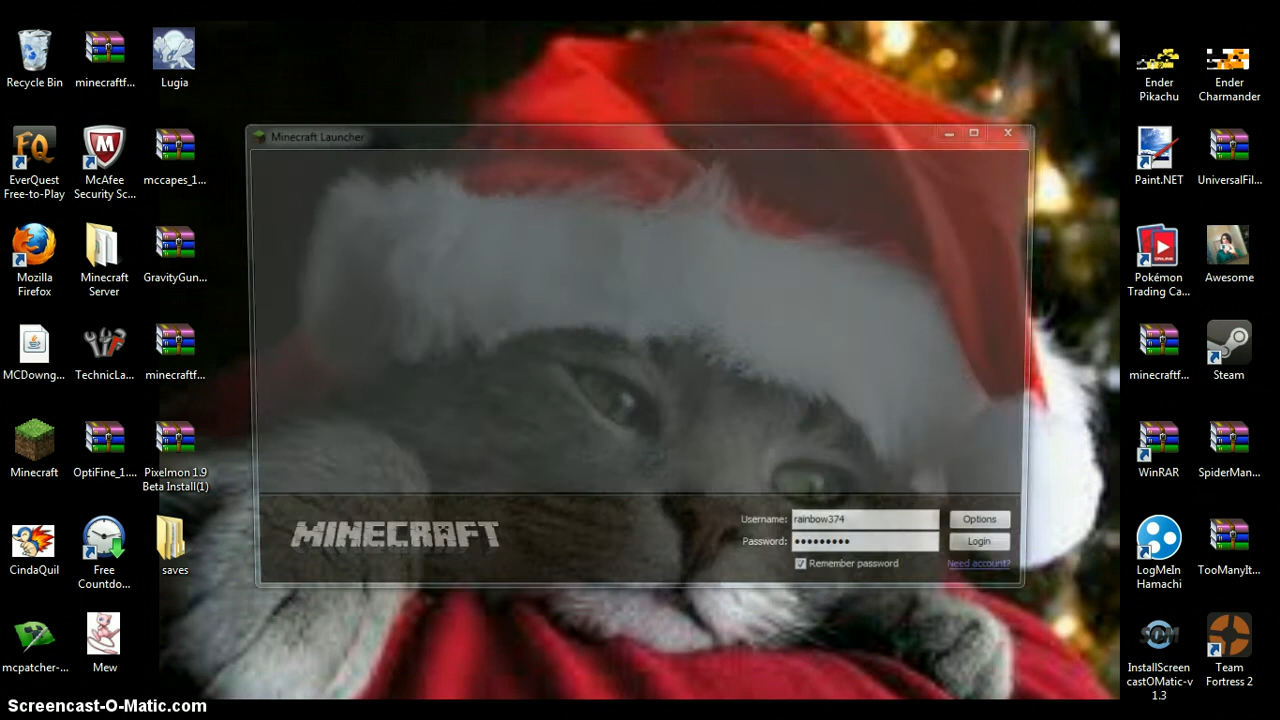 Recycle Bin
minecraftf...
Lugia
Ender
Pikachu
Ender
Charmander
Minecraft Launcher
FQ
EverQuest
Free-to-Play
McAfee
Security Sc...
mccapes_1...
Paint.NET
UniversalFil...
Mozilla
Firefox
Minecraft
Server
GravityGun...
ONLINE
Pokémon
Trading Ca...
Awesome
MCDowng...
TechnicLa...
minecraftf...
minecraftf...
Steam
Minecraft
OptiFine_1....
Pixelmon 1.9
Beta Install(1)
WinRAR
SpiderMan...
MINECRAFT
Username: rainbow374
Options
Password: •••••••••
Login
Remember password
Need account?
CindaQuil
Free
Countdo...
saves
LogMeIn
Hamachi
TooManyIt...
mcpatcher-...
Mew
SOM
InstallScreen
castOMatic-v
1.3
Team
Fortress 2
Screencast-O-Matic.com